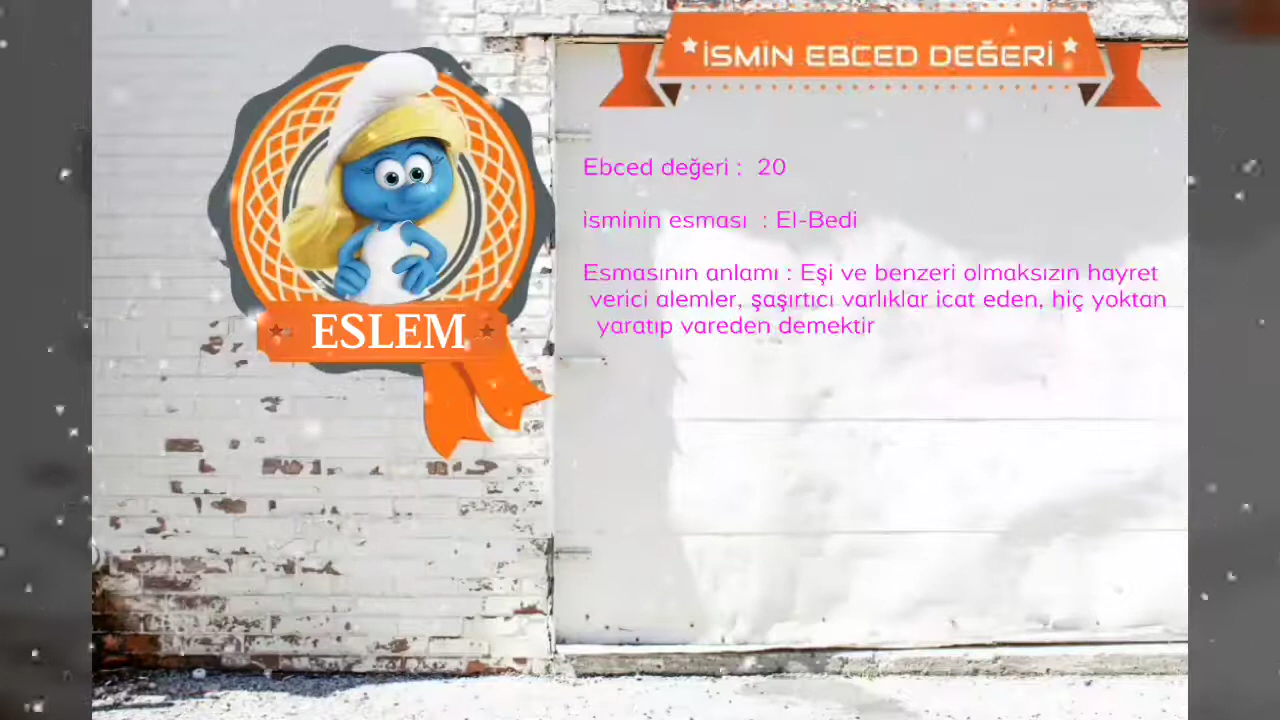 İSMİN EBCED DEĞERİ
Ebced değeri : 20
isminin esması : El-Bedi
Esmasının anlamı : Eşi ve benzeri olmaksızın hayret
verici alemler, şaşırtıcı varlıklar icat eden, hiç yoktan
yaratıp vareden demektir
ESLEM